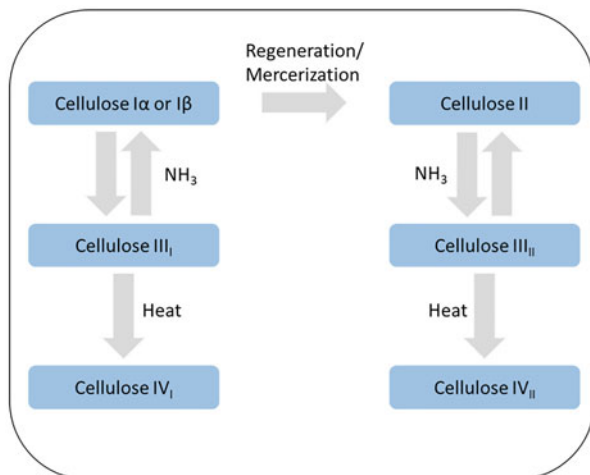 Regeneration/
Mercerization
Cellulose Iα or Iβ
Cellulose II
NH₃
NH₃
Cellulose IIII
Cellulose IIIII
Heat
Heat
Cellulose IVI
Cellulose IVII